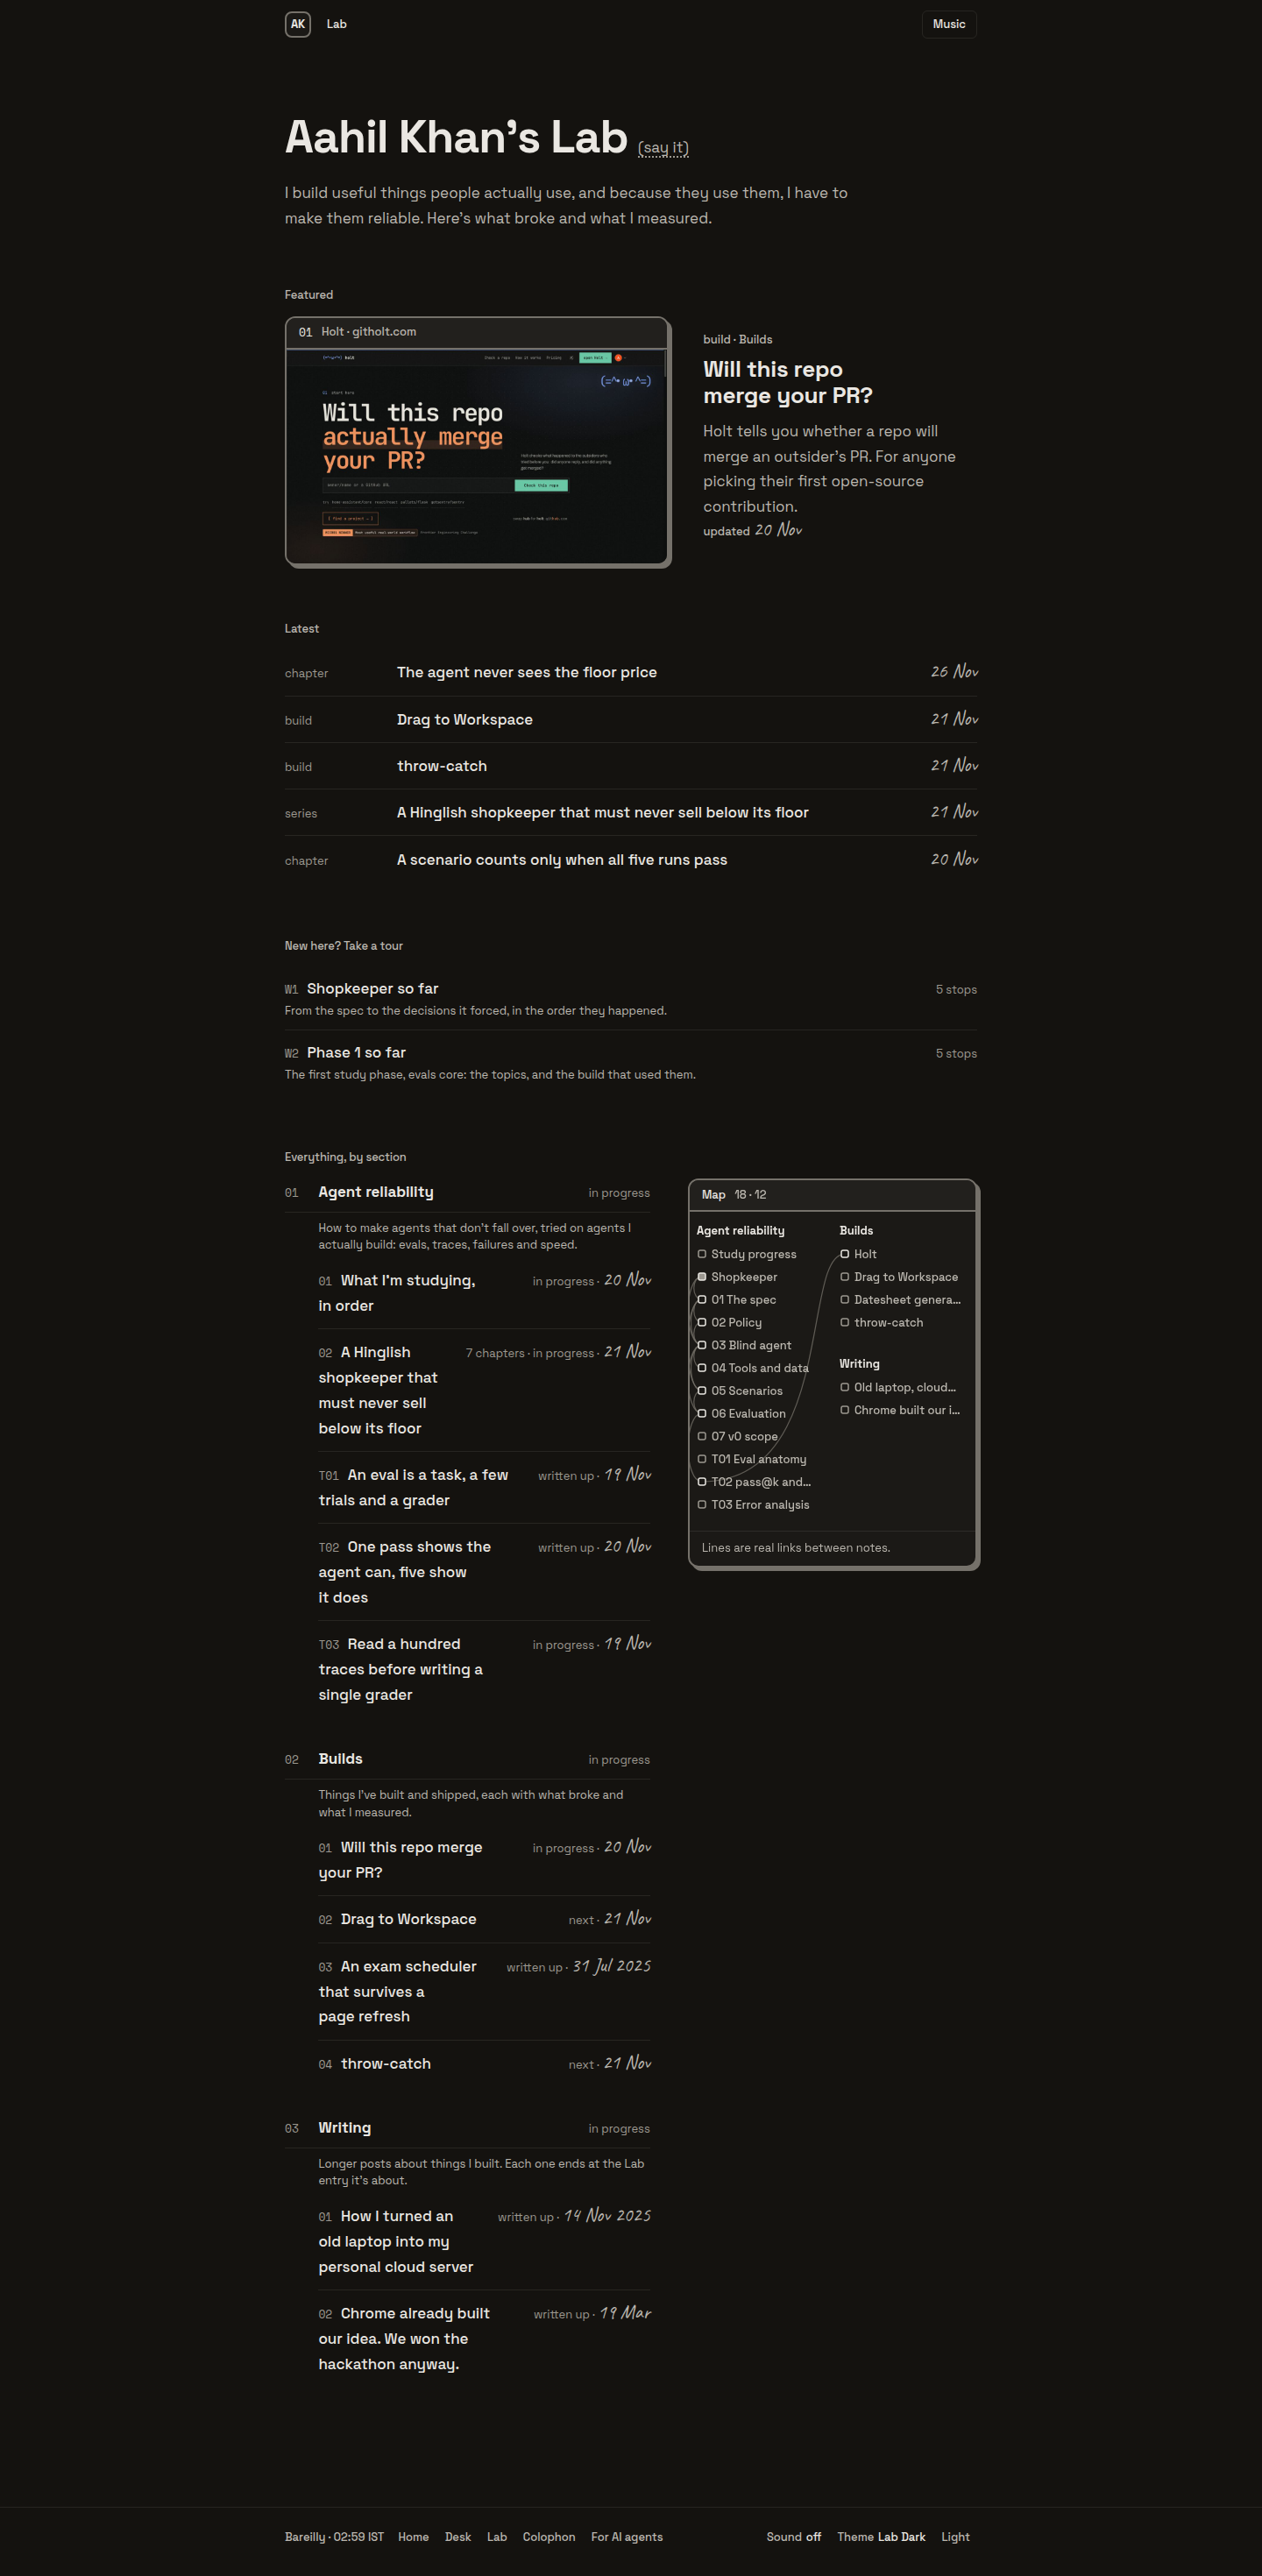 AK Lab Music
Aahil Khan's Lab (say it)
I build useful things people actually use, and because they use them, I have to
make them reliable. Here's what broke and what I measured.
Featured
01 Holt · githolt.com
Will this repo
actually merge
your PR?
Check this repo
build · Builds
Will this repo
merge your PR?
Holt tells you whether a repo will
merge an outsider's PR. For anyone
picking their first open-source
contribution.
updated 20 Nov
Latest
chapter The agent never sees the floor price 26 Nov
build Drag to Workspace 21 Nov
build throw-catch 21 Nov
series A Hinglish shopkeeper that must never sell below its floor 21 Nov
chapter A scenario counts only when all five runs pass 20 Nov
New here? Take a tour
W1 Shopkeeper so far 5 stops
From the spec to the decisions it forced, in the order they happened.
W2 Phase 1 so far 5 stops
The first study phase, evals core: the topics, and the build that used them.
Everything, by section
01 Agent reliability in progress
How to make agents that don't fall over, tried on agents I
actually build: evals, traces, failures and speed.
01 What I'm studying, in progress · 20 Nov
in order
02 A Hinglish 7 chapters · in progress · 21 Nov
shopkeeper that
must never sell
below its floor
T01 An eval is a task, a few written up · 19 Nov
trials and a grader
T02 One pass shows the written up · 20 Nov
agent can, five show
it does
T03 Read a hundred in progress · 19 Nov
traces before writing a
single grader
Map 18 · 12
Agent reliability
Study progress
Shopkeeper
01 The spec
02 Policy
03 Blind agent
04 Tools and data
05 Scenarios
06 Evaluation
07 v0 scope
T01 Eval anatomy
T02 pass@k and...
T03 Error analysis
Builds
Holt
Drag to Workspace
Datesheet genera...
throw-catch
Writing
Old laptop, cloud...
Chrome built our i...
Lines are real links between notes.
02 Builds in progress
Things I've built and shipped, each with what broke and
what I measured.
01 Will this repo merge in progress · 20 Nov
your PR?
02 Drag to Workspace next · 21 Nov
03 An exam scheduler written up · 31 Jul 2025
that survives a
page refresh
04 throw-catch next · 21 Nov
03 Writing in progress
Longer posts about things I built. Each one ends at the Lab
entry it's about.
01 How I turned an written up · 14 Nov 2025
old laptop into my
personal cloud server
02 Chrome already built written up · 19 Mar
our idea. We won the
hackathon anyway.
Bareilly · 02:59 IST Home Desk Lab Colophon For AI agents Sound off Theme Lab Dark Light